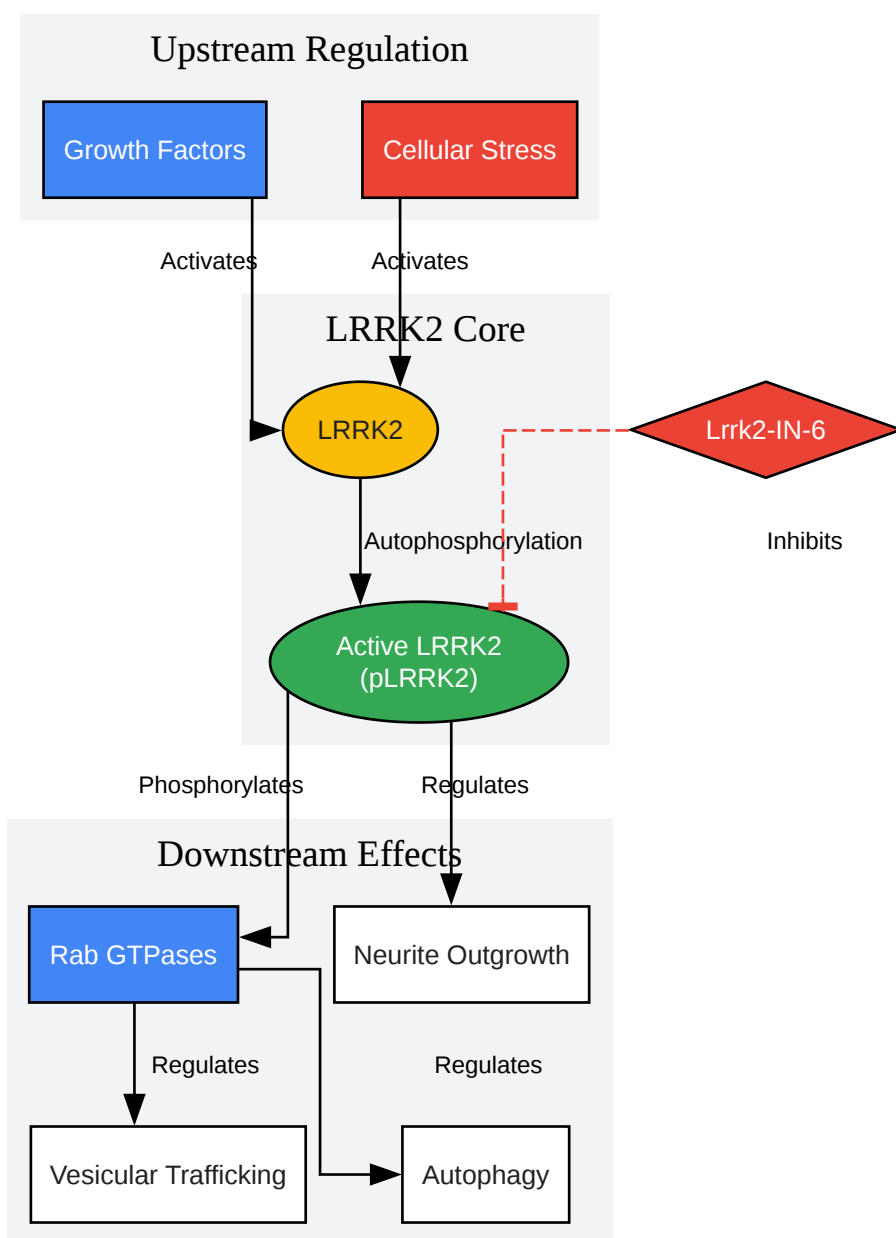 Upstream Regulation
Growth Factors
Cellular Stress
Activates
Activates
LRRK2 Core
LRRK2
Lrrk2-IN-6
Autophosphorylation
Inhibits
Active LRRK2
(pLRRK2)
Phosphorylates
Regulates
Downstream Effects
Rab GTPases
Neurite Outgrowth
Regulates
Regulates
Vesicular Trafficking
Autophagy